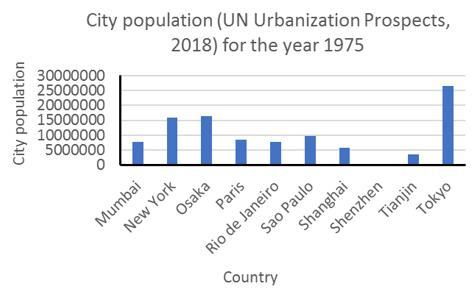 City population (UN Urbanization Prospects,
2018) for the year 1975
City population
30000000
25000000
20000000
15000000
10000000
5000000
0
Mumbai
New York
Osaka
Paris
Rio de Janeiro
Sao Paulo
Shanghai
Shenzhen
Tianjin
Tokyo
Country